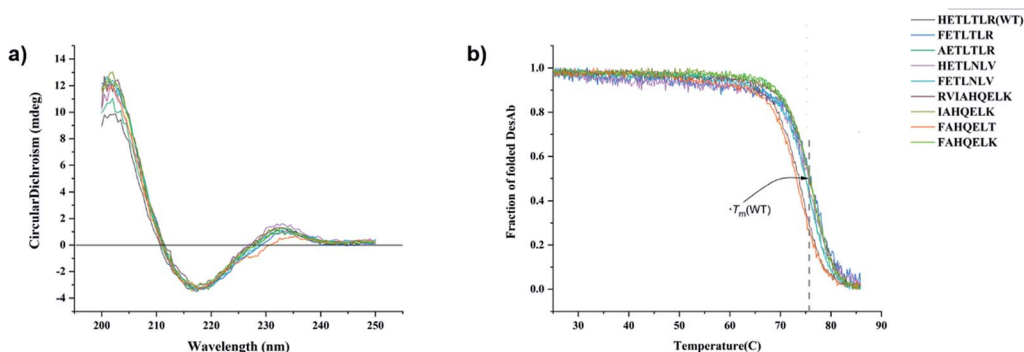 a)
CircularDichroism (mdeg)
14
12
10
8
6
4
2
0
-2
-4
200
210
220
230
240
250
Wavelength (nm)
b)
Fraction of folded DesAb
1.0
0.8
0.6
0.4
0.2
0.0
30
40
50
60
70
80
90
Temperature(C)
Tm(WT)
HETLTLR(WT)
FETLTLR
AETLTLR
HETLNLV
FETLNLV
RVIAHQELK
IAHQELK
FAHQELT
FAHQELK